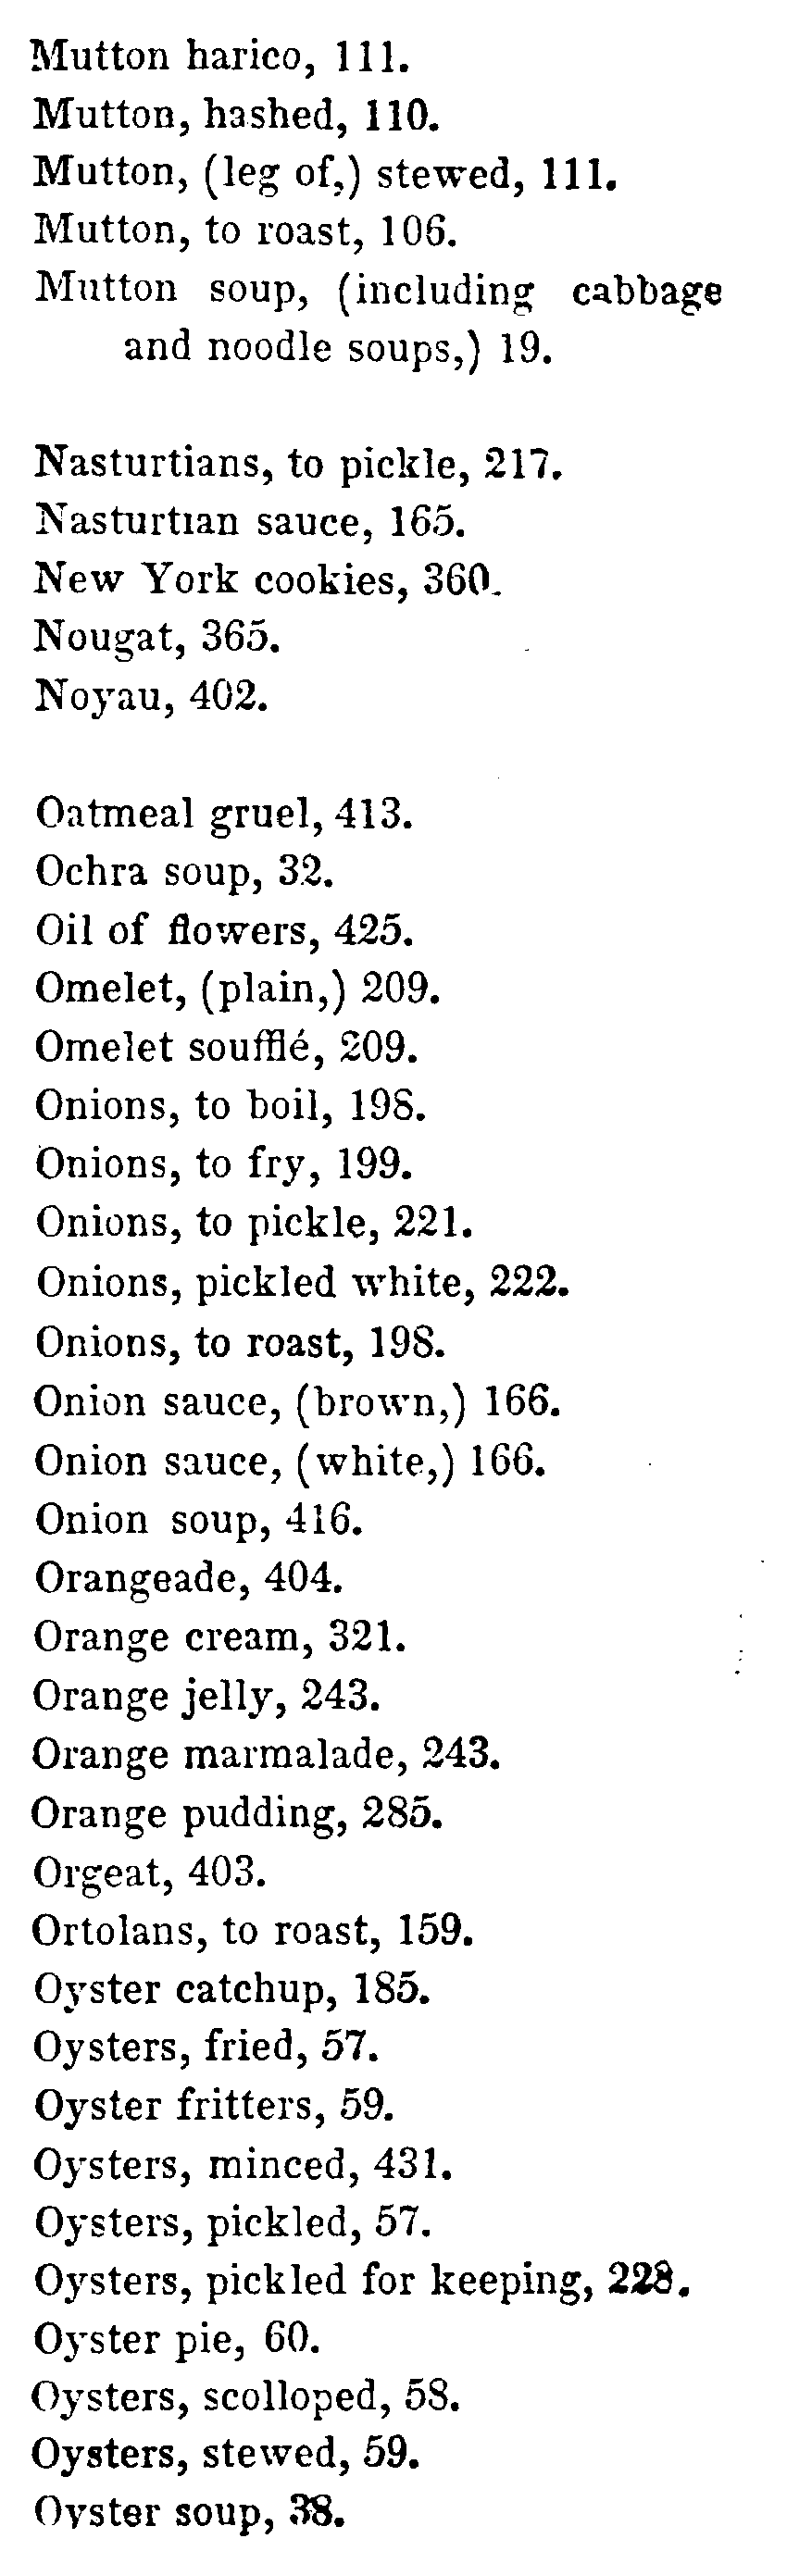 Mutton harico, 111.
Mutton, hashed, 110.
Mutton, (leg of,) stewed, 111.
Mutton, to roast, 106.
Mutton soup, (including cabbage
and noodle soups,) 19.
Nasturtians, to pickle, 217.
Nasturtian sauce, 165.
New York cookies, 360.
Nougat, 365.
Noyau, 402.
Oatmeal gruel, 413.
Ochra soup, 32.
Oil of flowers, 425.
Omelet, (plain,) 209.
Omelet soufflé, 209.
Onions, to boil, 198.
Onions, to fry, 199.
Onions, to pickle, 221.
Onions, pickled white, 222.
Onions, to roast, 198.
Onion sauce, (brown,) 166.
Onion sauce, (white,) 166.
Onion soup, 416.
Orangeade, 404.
Orange cream, 321.
Orange jelly, 243.
Orange marmalade, 243.
Orange pudding, 285.
Orgeat, 403.
Ortolans, to roast, 159.
Oyster catchup, 185.
Oysters, fried, 57.
Oyster fritters, 59.
Oysters, minced, 431.
Oysters, pickled, 57.
Oysters, pickled for keeping, 228.
Oyster pie, 60.
Oysters, scolloped, 58.
Oysters, stewed, 59.
Oyster soup, 38.